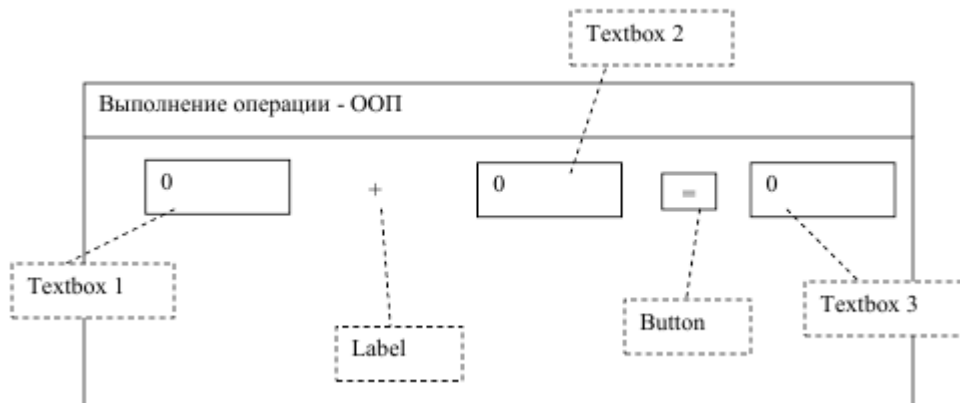 Textbox 2
Выполнение операции - ООП
0
+
0
=
0
Textbox 1
Textbox 3
Button
Label